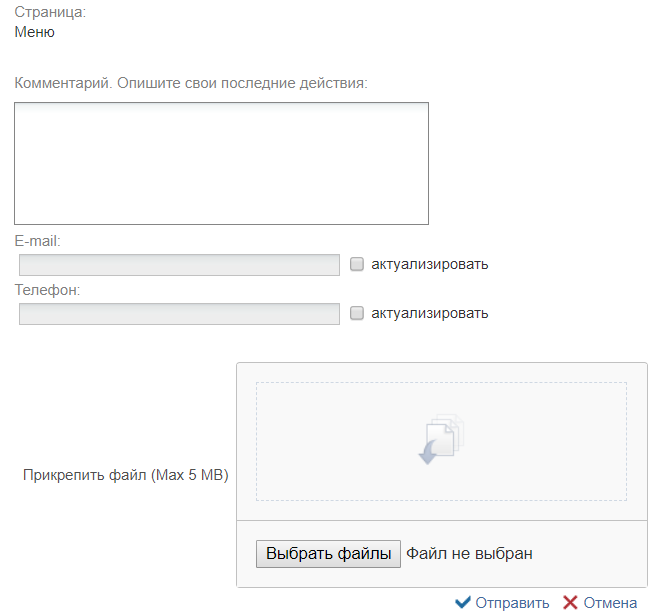 Страница:
Меню
Комментарий. Опишите свои последние действия:
E-mail:
актуализировать
Телефон:
актуализировать
Прикрепить файл (Max 5 MB)
Выбрать файлы Файл не выбран
Отправить Отмена